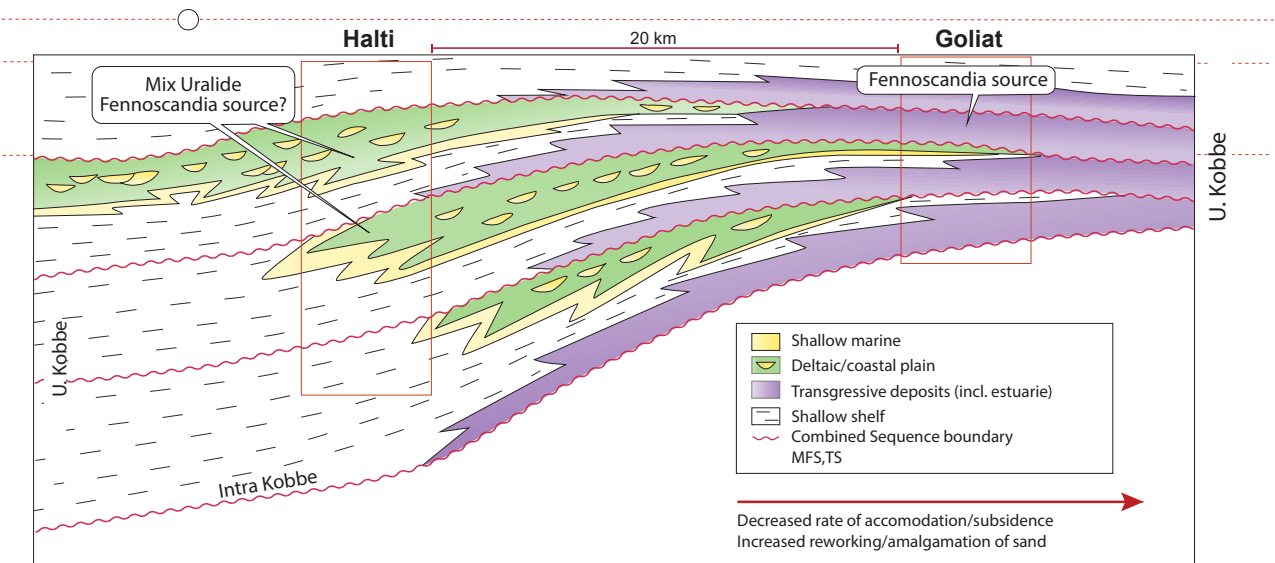 Halti
20 km
Goliat
Mix Uralide
Fennoscandia source?
Fennoscandia source
U. Kobbe
U. Kobbe
Intra Kobbe
Shallow marine
Deltaic/coastal plain
Transgressive deposits (incl. estuarie)
Shallow shelf
Combined Sequence boundary
MFS,TS
Decreased rate of accomodation/subsidence
Increased reworking/amalgamation of sand